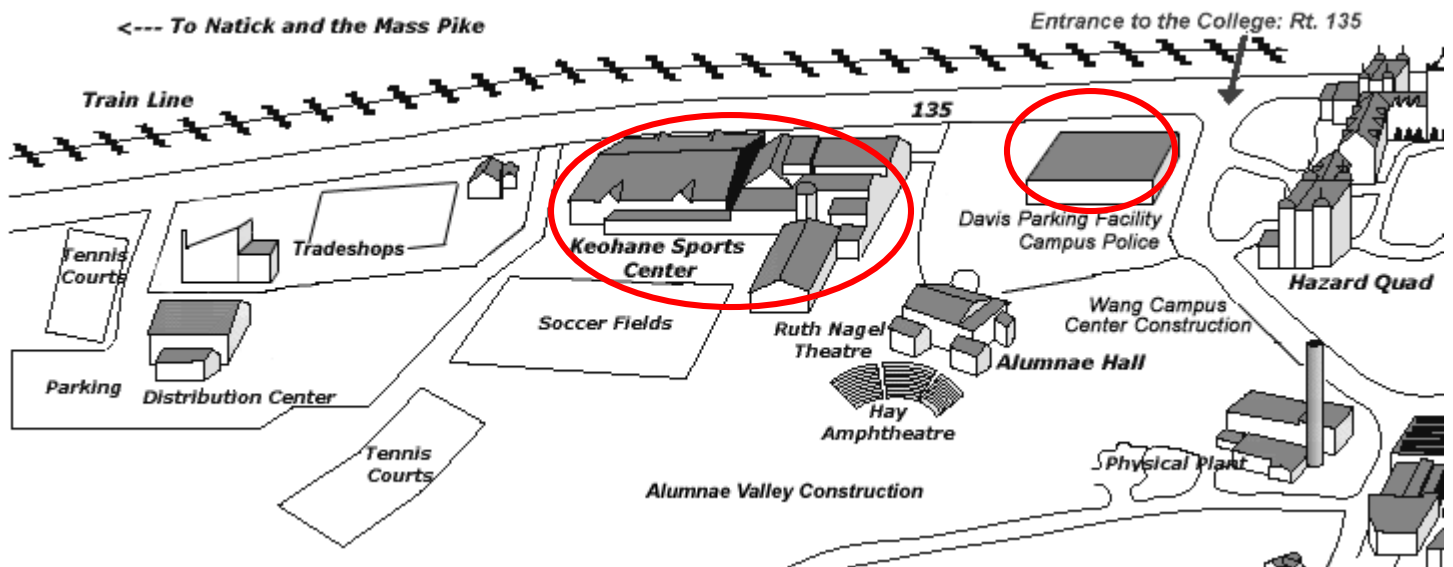 <--- To Natick and the Mass Pike
Entrance to the College: Rt. 135
Train Line
135
Davis Parking Facility
Campus Police
Tennis
Courts
Tradeshops
Keohane Sports
Center
Hazard Quad
Soccer Fields
Wang Campus
Center Construction
Ruth Nagel
Theatre
Alumnae Hall
Parking
Distribution Center
Hay
Amphtheatre
Tennis
Courts
Physical Plant
Alumnae Valley Construction